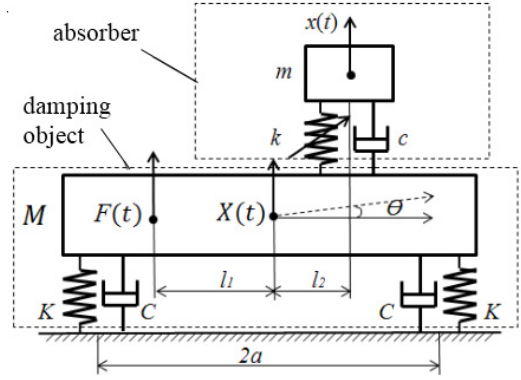 absorber
x(t)
m
damping
object
k
c
M
F(t)
X(t)
Θ
l₁
l₂
K
C
C
K
2a